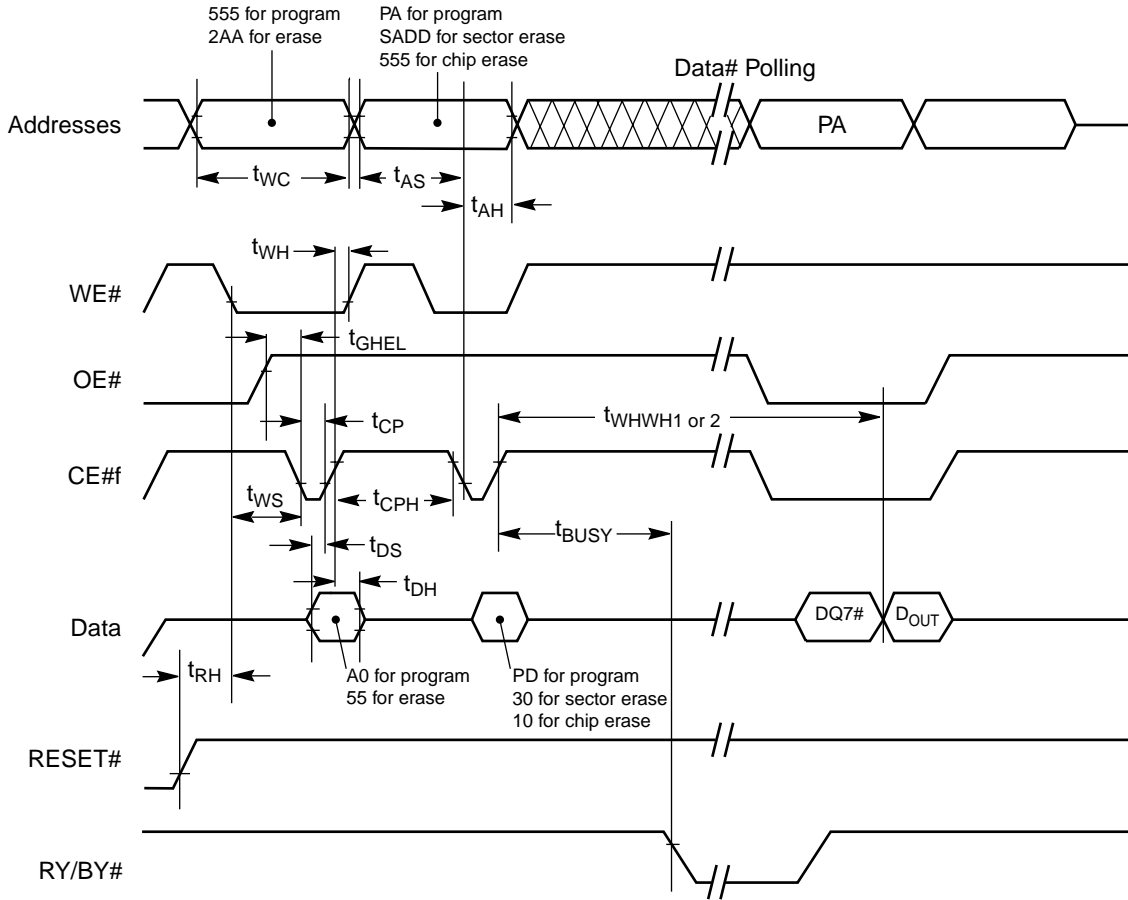 555 for program
2AA for erase
PA for program
SADD for sector erase
555 for chip erase
Data# Polling
Addresses
PA
tWC
tAS
tAH
tWH
WE#
tGHEL
OE#
tCP
tWHWH1 or 2
CE#f
tWS
tCPH
tBUSY
tDS
tDH
Data
DQ7#
DOUT
A0 for program
55 for erase
PD for program
30 for sector erase
10 for chip erase
tRH
RESET#
RY/BY#